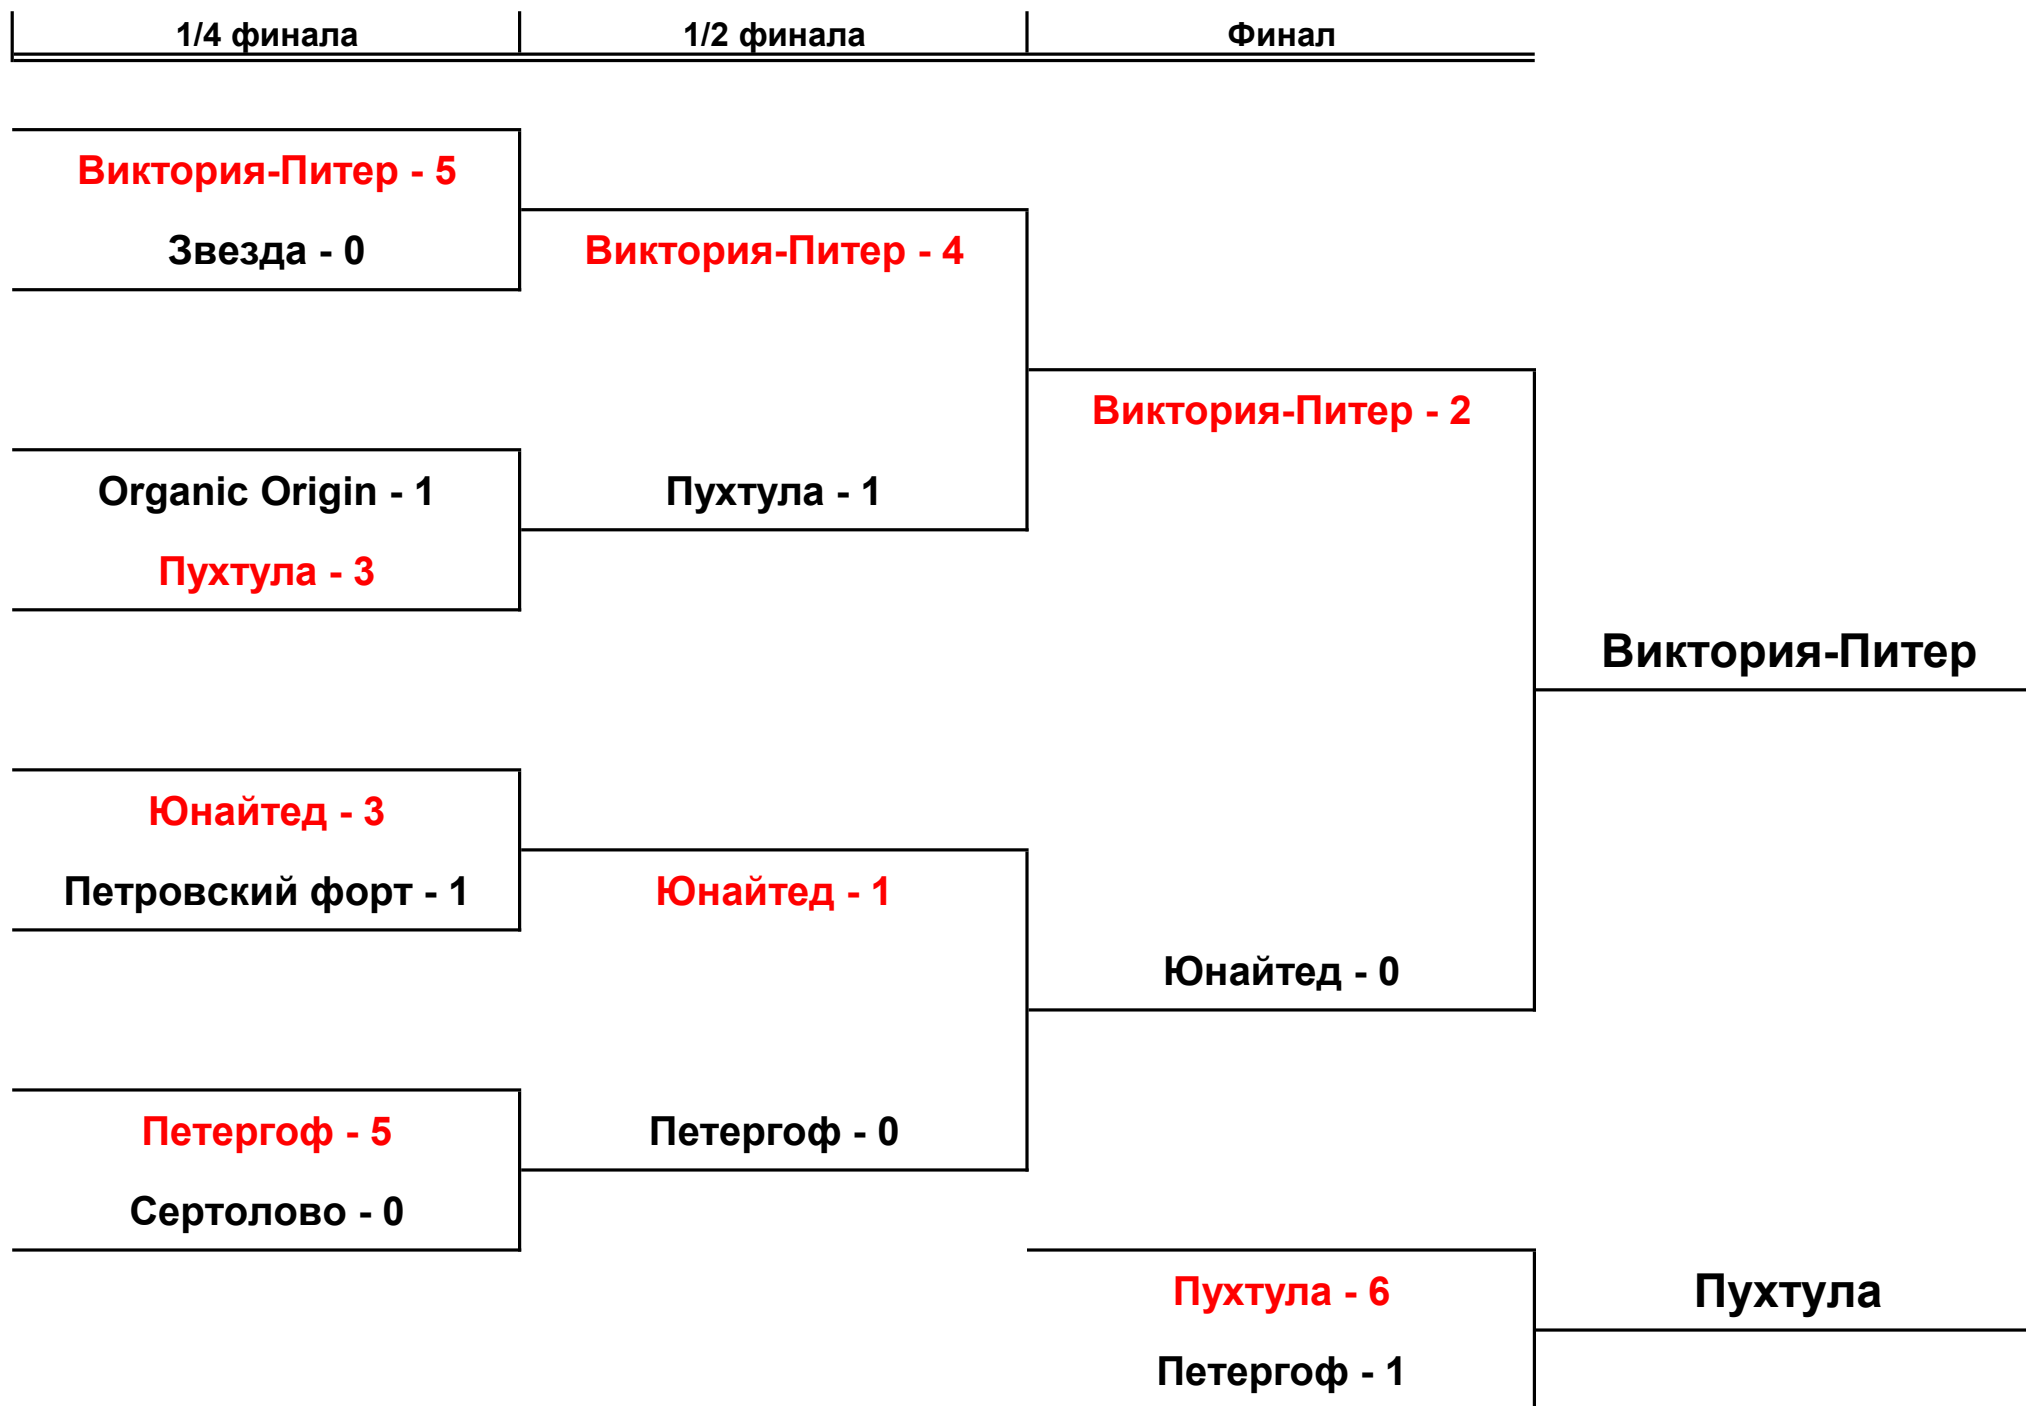 1/4 финала
1/2 финала
Финал
Виктория-Питер - 5
Звезда - 0
Виктория-Питер - 4
Виктория-Питер - 2
Organic Origin - 1
Пухтула - 1
Пухтула - 3
Виктория-Питер
Юнайтед - 3
Петровский форт - 1
Юнайтед - 1
Юнайтед - 0
Петергоф - 5
Петергоф - 0
Сертолово - 0
Пухтула - 6
Пухтула
Петергоф - 1